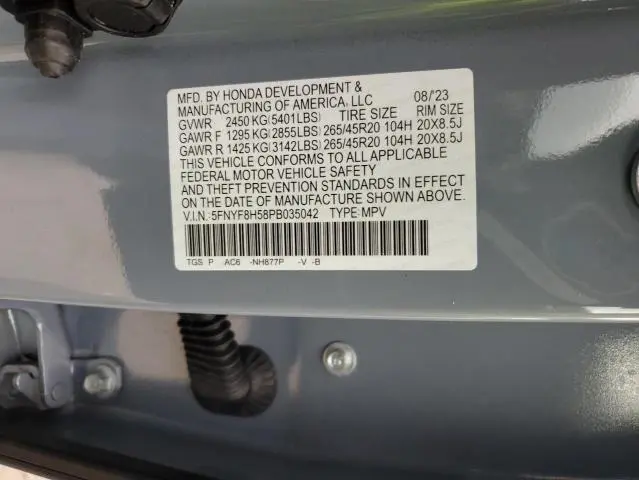 MFD. BY HONDA DEVELOPMENT & 08/'23
MANUFACTURING OF AMERICA, LLC
GVWR 2450 KG(5401LBS) TIRE SIZE RIM SIZE
GAWR F 1295 KG(2855LBS) 265/45R20 104H 20X8.5J
GAWR R 1425 KG(3142LBS) 265/45R20 104H 20X8.5J
THIS VEHICLE CONFORMS TO ALL APPLICABLE
FEDERAL MOTOR VEHICLE SAFETY
AND THEFT PREVENTION STANDARDS IN EFFECT
ON THE DATE OF MANUFACTURE SHOWN ABOVE.
V.I.N.:5FNYF8H58PB035042 TYPE:MPV
TGS P AC6 -NH877P -V -B